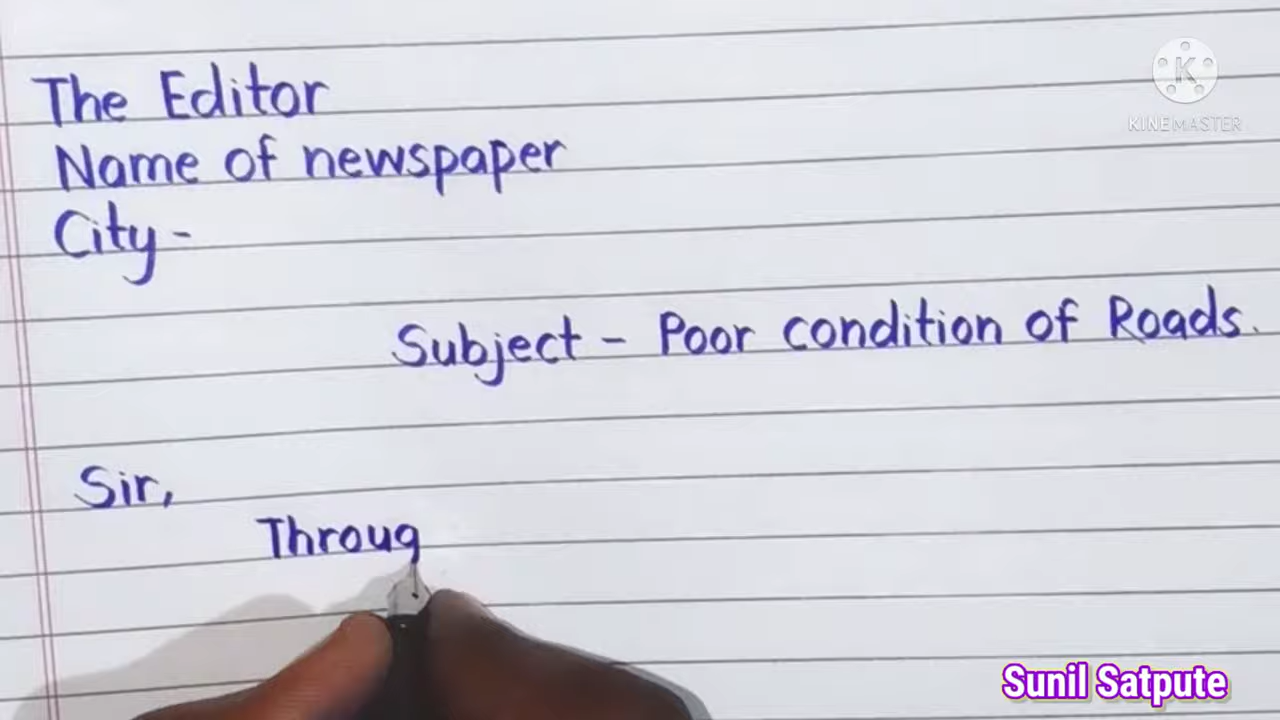 The Editor
Name of newspaper
City -
Subject - Poor condition of Roads.
Sir,
Throug
KINEMASTER
Sunil Satpute